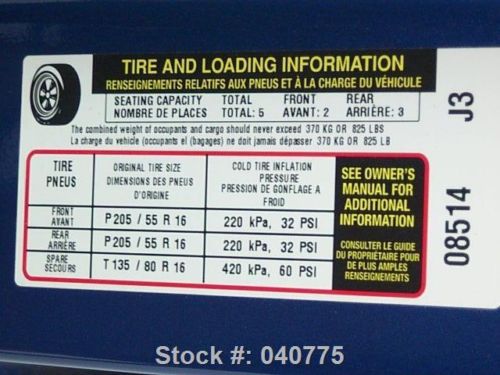 TIRE AND LOADING INFORMATION
RENSEIGNEMENTS RELATIFS AUX PNEUS ET À LA CHARGE DU VÉHICULE
SEATING CAPACITY TOTAL FRONT REAR
NOMBRE DE PLACES TOTAL: 5 AVANT: 2 ARRIÈRE: 3
The combined weight of occupants and cargo should never exceed 370 KG OR 825 LBS
La charge du véhicule (occupants et (bagages) ne doit jamais dépasser 370 KG OR 825 LB
TIRE
PNEUS
ORIGINAL TIRE SIZE
DIMENSIONS DES PNEUS
D'ORIGINE
COLD TIRE INFLATION
PRESSURE
PRESSION DE GONFLAGE A
FROID
FRONT
AVANT
P205 / 55 R 16 220 kPa, 32 PSI
REAR
ARRIÈRE
P205 / 55 R 16 220 kPa, 32 PSI
SPARE
SECOURS
T135 / 80 R 16 420 kPa, 60 PSI
SEE OWNER'S
MANUAL FOR
ADDITIONAL
INFORMATION
CONSULTER LE GUIDE
DU PROPRIÉTAIRE POUR
DE PLUS AMPLES
RENSEIGNEMENTS
08514 J3
Stock #: 040775